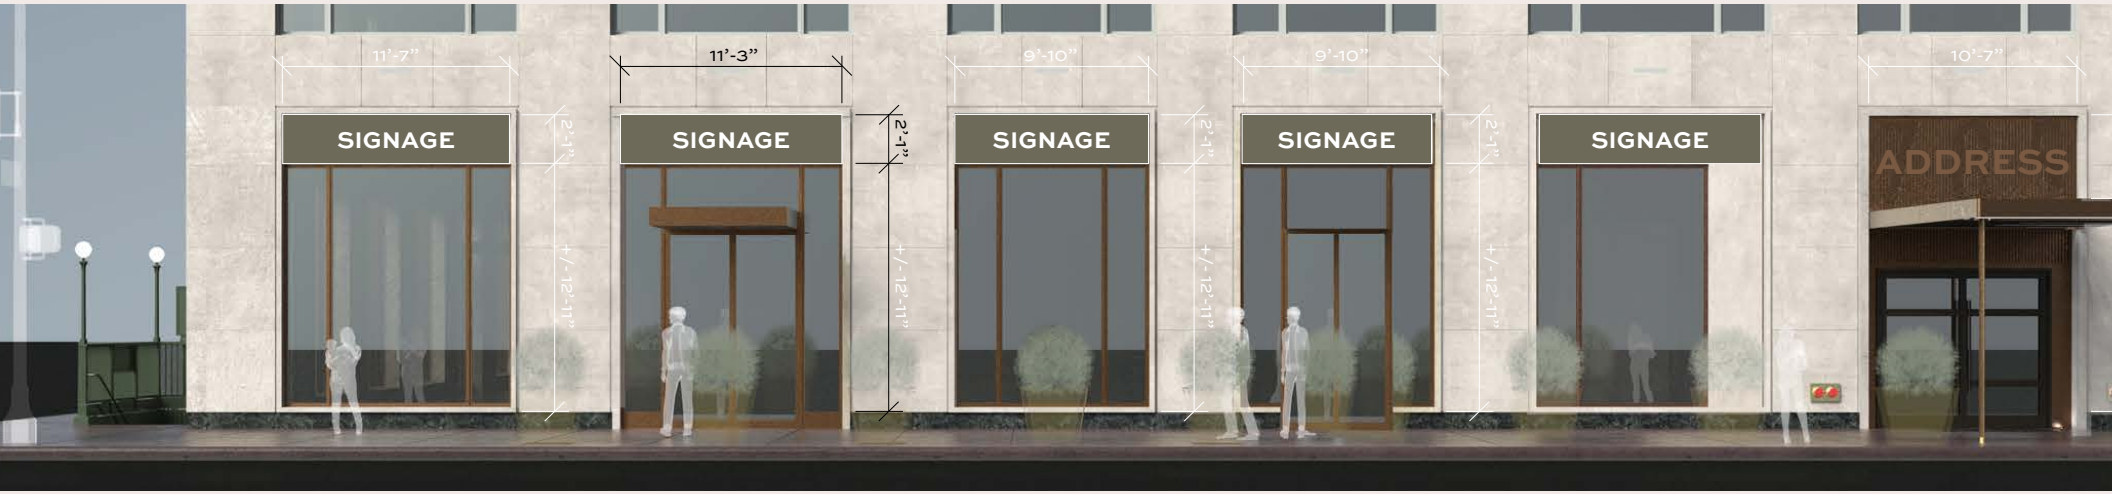 11’-7”
11’-3”
9’-10”
9’-10”
10’-7”
SIGNAGE
2’-1”
SIGNAGE
2’-1”
SIGNAGE
2’-1”
SIGNAGE
2’-1”
SIGNAGE
ADDRESS
+/-12’-11”
+/-12’-11”
+/-12’-11”
+/-12’-11”